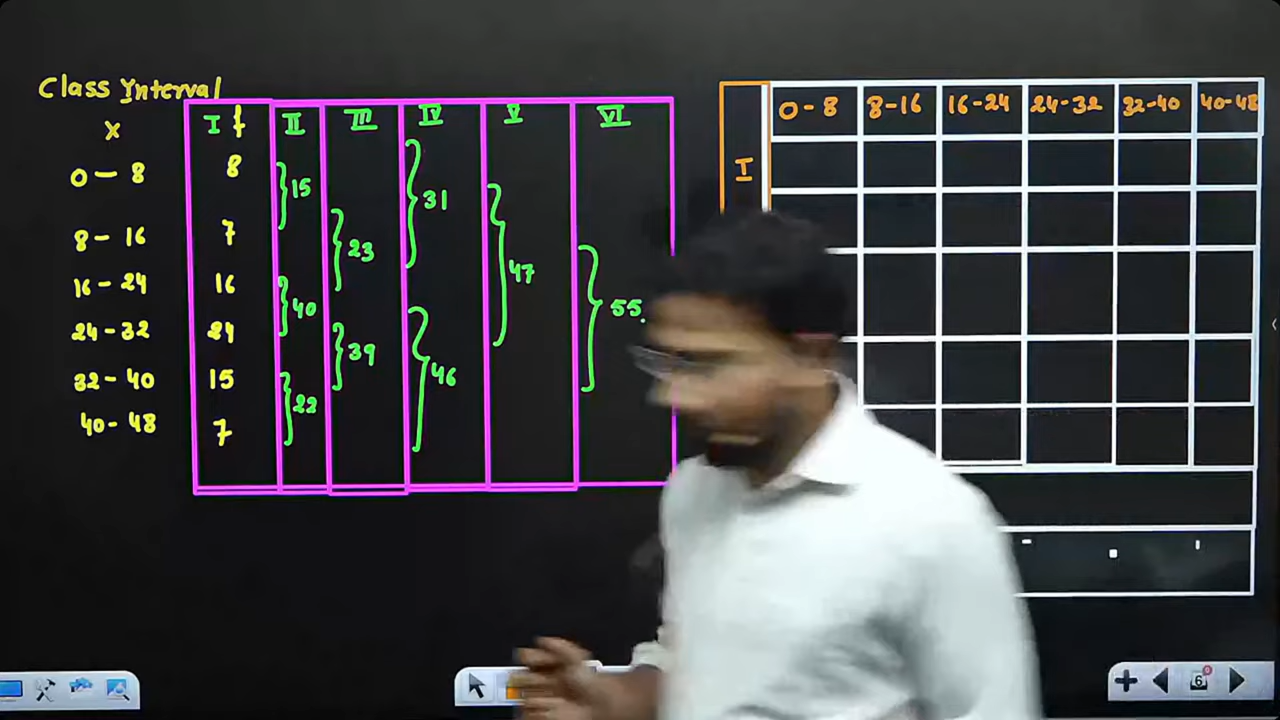 Class Interval
X I f II III IV V VI
0 - 8 8
8 - 16 7
16 - 24 16
24 - 32 24
32 - 40 15
40 - 48 7
15
40
22
23
39
31
46
47
55
0 - 8 8-16 16-24 24-32 32-40 40-48
I
6